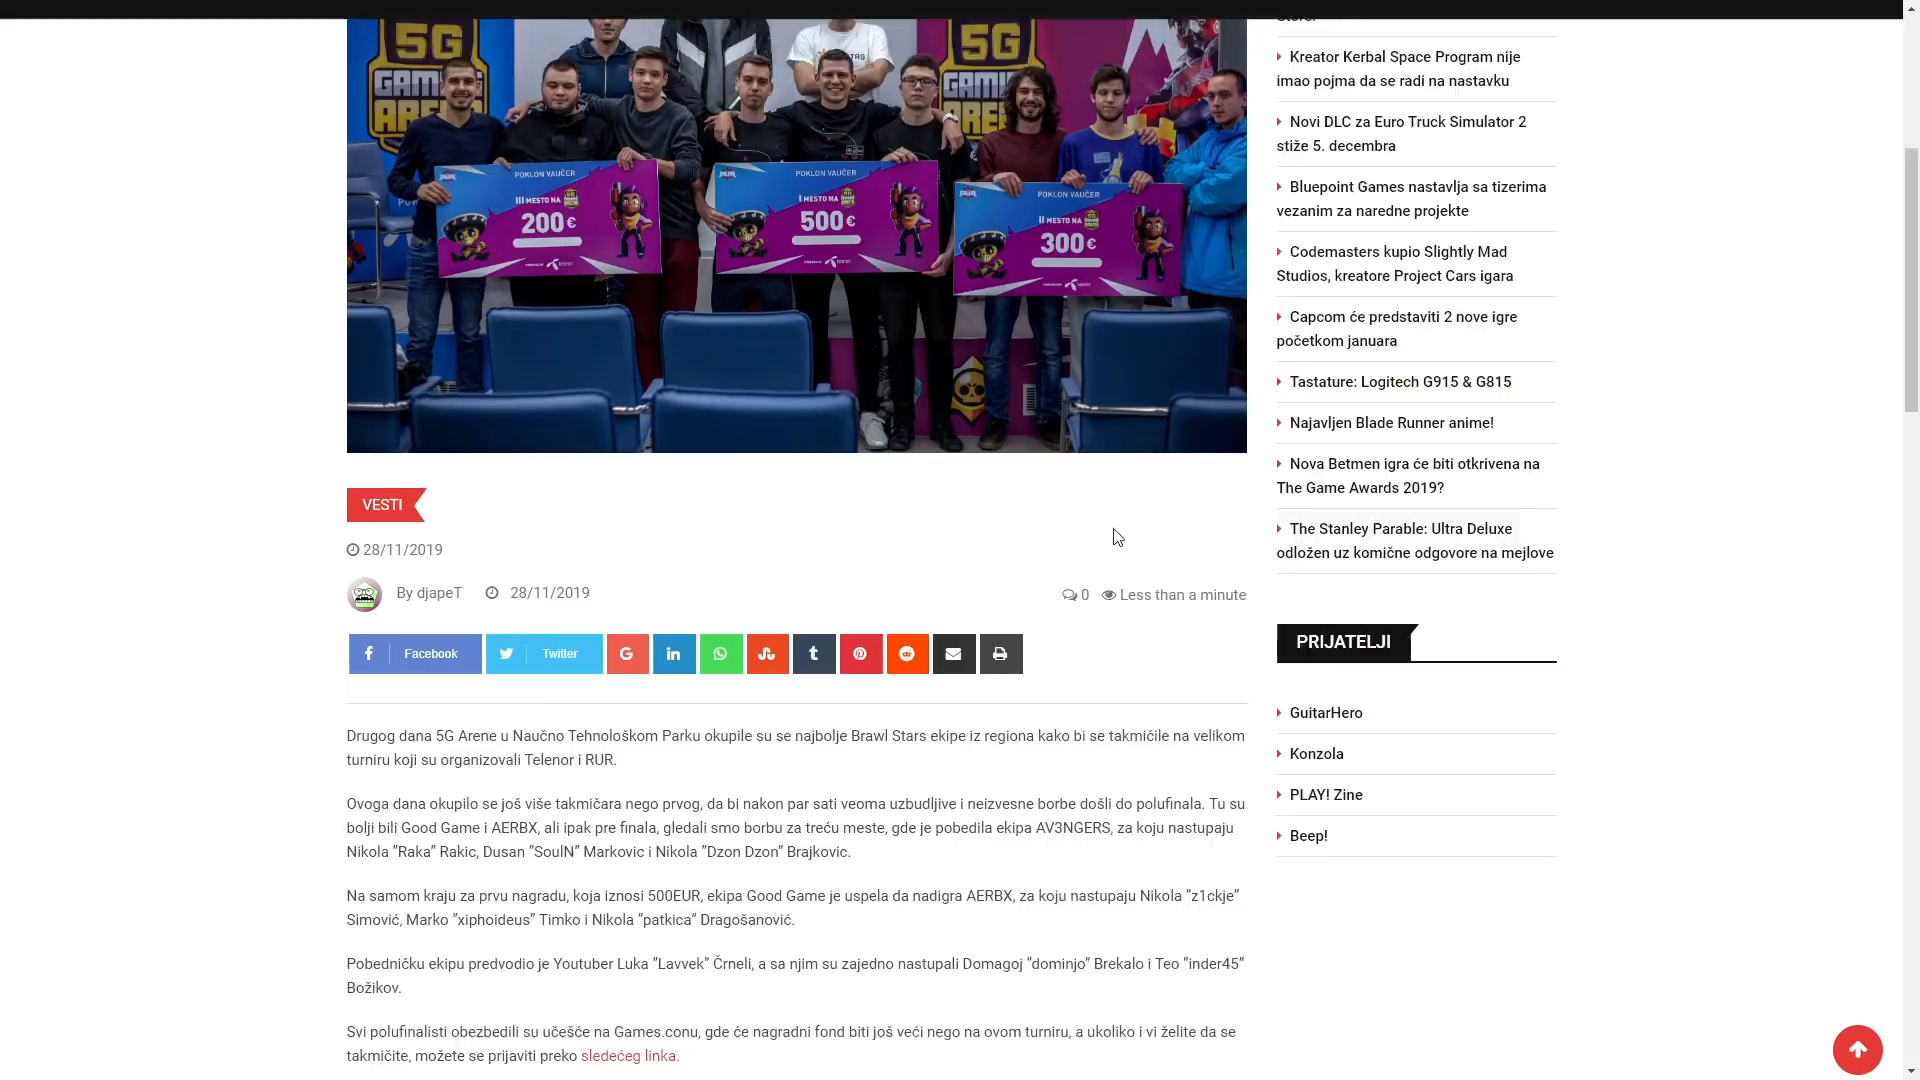 5G
GAMING
ARENA
5G
GAMING
ARENA
POKLON VAUČER
III MESTO NA
200€
POKLON VAUČER
I MESTO NA
500€
POKLON VAUČER
II MESTO NA
300€
VESTI
28/11/2019
By djapeT 28/11/2019
0 Less than a minute
Facebook Twitter
Drugog dana 5G Arene u Naučno Tehnološkom Parku okupile su se najbolje Brawl Stars ekipe iz regiona kako bi se takmičile na velikom
turniru koji su organizovali Telenor i RUR.
Ovoga dana okupilo se još više takmičara nego prvog, da bi nakon par sati veoma uzbudljive i neizvesne borbe došli do polufinala. Tu su
bolji bili Good Game i AERBX, ali ipak pre finala, gledali smo borbu za treću meste, gde je pobedila ekipa AV3NGERS, za koju nastupaju
Nikola ”Raka” Rakic, Dusan ”SoulN” Markovic i Nikola ”Dzon Dzon” Brajkovic.
Na samom kraju za prvu nagradu, koja iznosi 500EUR, ekipa Good Game je uspela da nadigra AERBX, za koju nastupaju Nikola ”z1ckje”
Simović, Marko ”xiphoideus” Timko i Nikola ”patkica” Dragošanović.
Pobedničku ekipu predvodio je Youtuber Luka ”Lavvek” Črneli, a sa njim su zajedno nastupali Domagoj ”dominjo” Brekalo i Teo ”inder45”
Božikov.
Svi polufinalisti obezbedili su učešće na Games.conu, gde će nagradni fond biti još veći nego na ovom turniru, a ukoliko i vi želite da se
takmičite, možete se prijaviti preko sledećeg linka.
Store!
Kreator Kerbal Space Program nije
imao pojma da se radi na nastavku
Novi DLC za Euro Truck Simulator 2
stiže 5. decembra
Bluepoint Games nastavlja sa tizerima
vezanim za naredne projekte
Codemasters kupio Slightly Mad
Studios, kreatore Project Cars igara
Capcom će predstaviti 2 nove igre
početkom januara
Tastature: Logitech G915 & G815
Najavljen Blade Runner anime!
Nova Betmen igra će biti otkrivena na
The Game Awards 2019?
The Stanley Parable: Ultra Deluxe
odložen uz komične odgovore na mejlove
PRIJATELJI
GuitarHero
Konzola
PLAY! Zine
Beep!